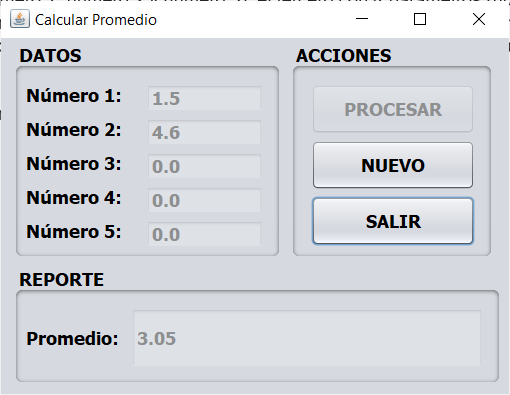 Calcular Promedio
DATOS
Número 1: 1.5
Número 2: 4.6
Número 3: 0.0
Número 4: 0.0
Número 5: 0.0
ACCIONES
PROCESAR
NUEVO
SALIR
REPORTE
Promedio: 3.05